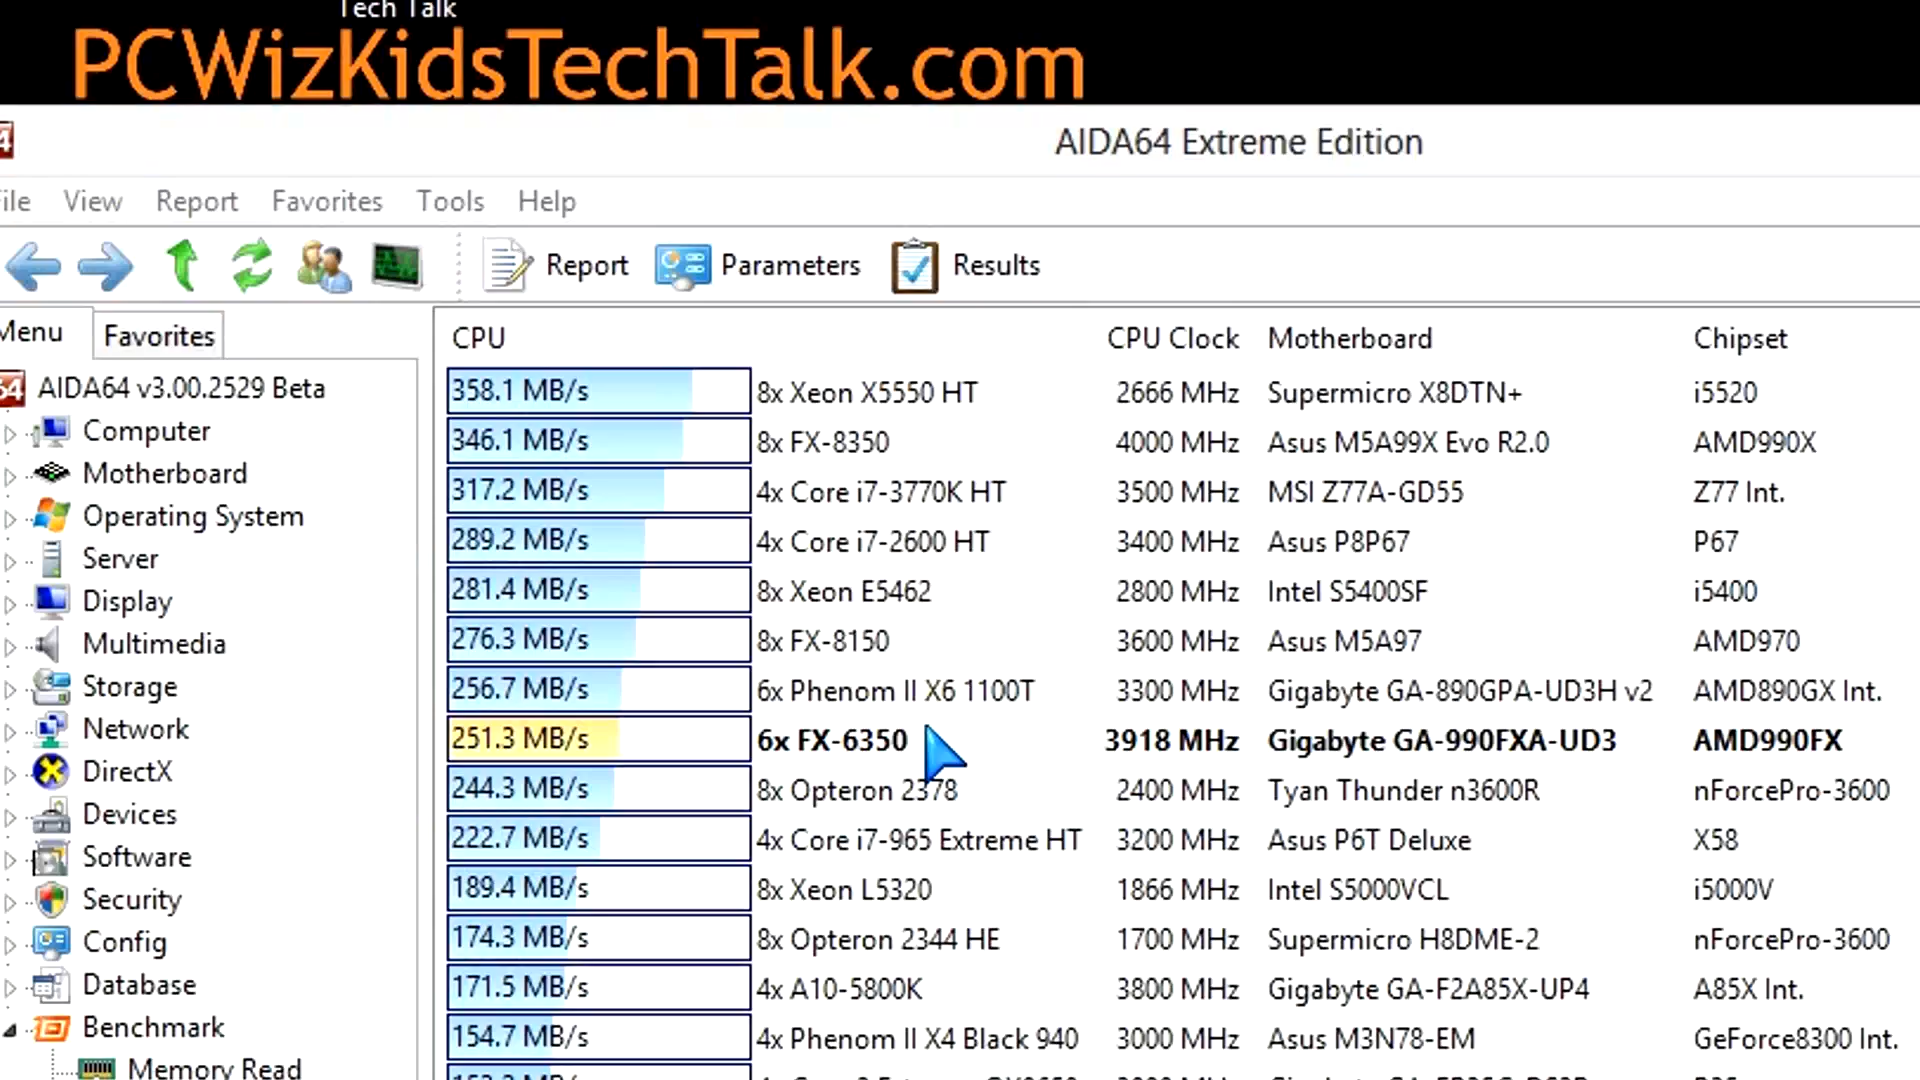 Tech Talk
PCWizKidsTechTalk.com
AIDA64 Extreme Edition
File View Report Favorites Tools Help
Report Parameters Results
Menu Favorites
CPU CPU Clock Motherboard Chipset
64 AIDA64 v3.00.2529 Beta
Computer
Motherboard
Operating System
Server
Display
Multimedia
Storage
Network
DirectX
Devices
Software
Security
Config
Database
Benchmark
Memory Read
358.1 MB/s 8x Xeon X5550 HT 2666 MHz Supermicro X8DTN+ i5520
346.1 MB/s 8x FX-8350 4000 MHz Asus M5A99X Evo R2.0 AMD990X
317.2 MB/s 4x Core i7-3770K HT 3500 MHz MSI Z77A-GD55 Z77 Int.
289.2 MB/s 4x Core i7-2600 HT 3400 MHz Asus P8P67 P67
281.4 MB/s 8x Xeon E5462 2800 MHz Intel S5400SF i5400
276.3 MB/s 8x FX-8150 3600 MHz Asus M5A97 AMD970
256.7 MB/s 6x Phenom II X6 1100T 3300 MHz Gigabyte GA-890GPA-UD3H v2 AMD890GX Int.
251.3 MB/s 6x FX-6350 3918 MHz Gigabyte GA-990FXA-UD3 AMD990FX
244.3 MB/s 8x Opteron 2378 2400 MHz Tyan Thunder n3600R nForcePro-3600
222.7 MB/s 4x Core i7-965 Extreme HT 3200 MHz Asus P6T Deluxe X58
189.4 MB/s 8x Xeon L5320 1866 MHz Intel S5000VCL i5000V
174.3 MB/s 8x Opteron 2344 HE 1700 MHz Supermicro H8DME-2 nForcePro-3600
171.5 MB/s 4x A10-5800K 3800 MHz Gigabyte GA-F2A85X-UP4 A85X Int.
154.7 MB/s 4x Phenom II X4 Black 940 3000 MHz Asus M3N78-EM GeForce8300 Int.